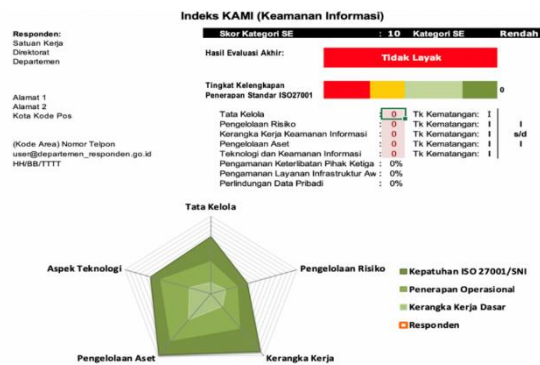 Indeks KAMI (Keamanan Informasi)
Responden:
Satuan Kerja
Direktorat
Departemen
Alamat 1
Alamat 2
Kota Kode Pos
(Kode Area) Nomor Telpon
user@departemen_responden.go.id
HH/BB/TTTT
Skor Kategori SE : 10 Kategori SE Rendah
Hasil Evaluasi Akhir: Tidak Layak
Tingkat Kelengkapan
Penerapan Standar ISO27001 0
Tata Kelola : 0 Tk Kematangan: I
Pengelolaan Risiko : 0 Tk Kematangan: I I
Kerangka Kerja Keamanan Informasi : 0 Tk Kematangan: I s/d
Pengelolaan Aset : 0 Tk Kematangan: I I
Teknologi dan Keamanan Informasi : 0 Tk Kematangan: I
Pengamanan Keterlibatan Pihak Ketiga : 0%
Pengamanan Layanan Infrastruktur Aw : 0%
Perlindungan Data Pribadi : 0%
Tata Kelola
Aspek Teknologi
Pengelolaan Risiko
Pengelolaan Aset
Kerangka Kerja
Kepatuhan ISO 27001/SNI
Penerapan Operasional
Kerangka Kerja Dasar
Responden